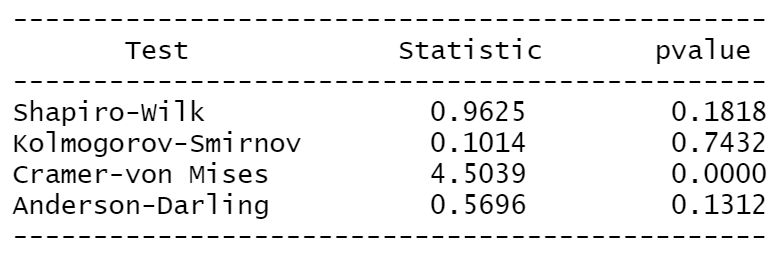 -----------------------------------------------
Test Statistic pvalue
-----------------------------------------------
Shapiro-Wilk 0.9625 0.1818
Kolmogorov-Smirnov 0.1014 0.7432
Cramer-von Mises 4.5039 0.0000
Anderson-Darling 0.5696 0.1312
-----------------------------------------------